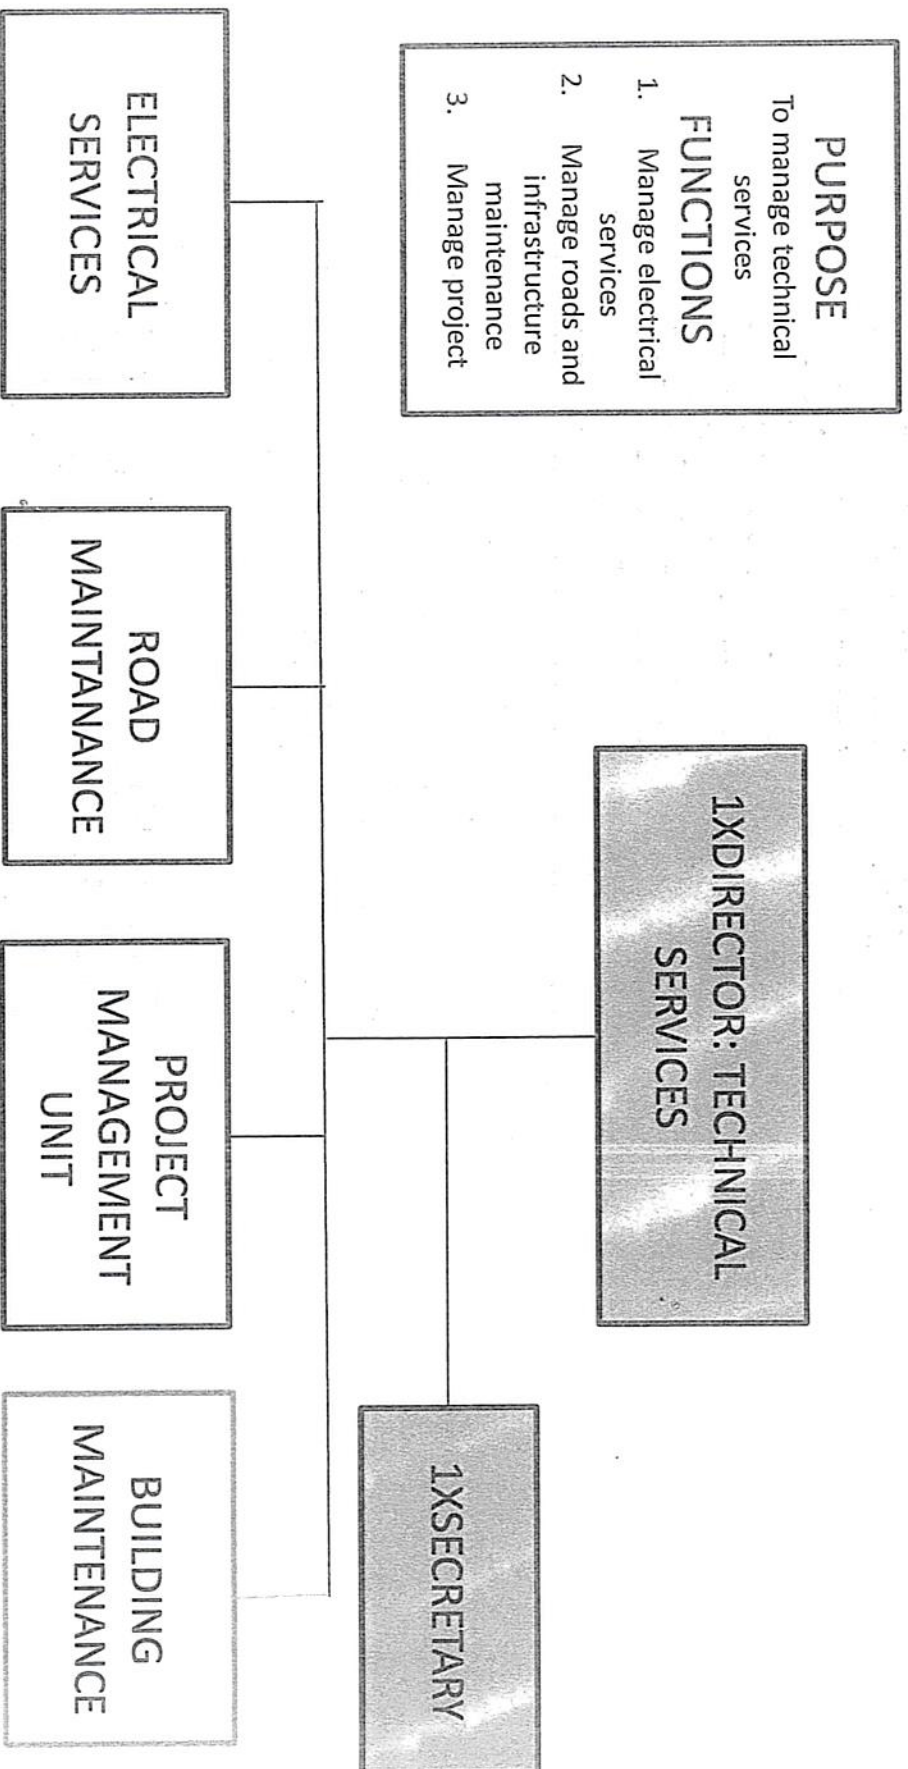 PURPOSE
To manage technical
services
FUNCTIONS
1. Manage electrical
services
2. Manage roads and
infrastructure
maintenance
3. Manage project
1XDIRECTOR: TECHNICAL
SERVICES
1XSECRETARY
ELECTRICAL
SERVICES
ROAD
MAINTANANCE
PROJECT
MANAGEMENT
UNIT
BUILDING
MAINTENANCE